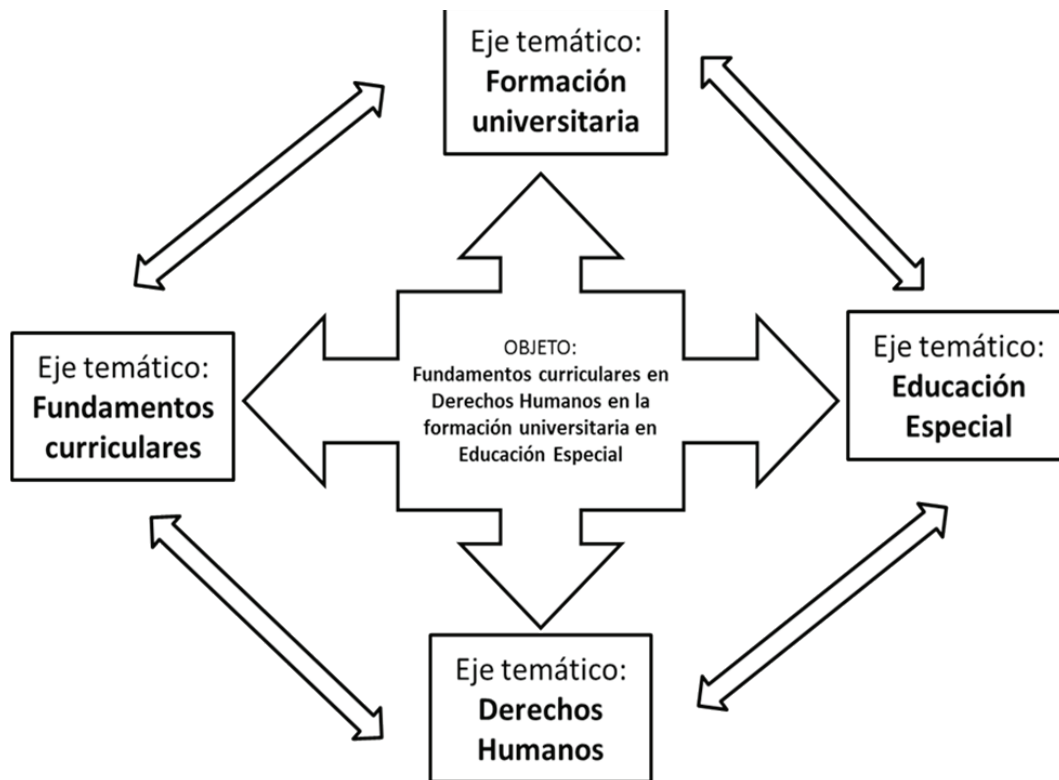 Eje temático:
Formación
universitaria
Eje temático:
Fundamentos
curriculares
OBJETO:
Fundamentos curriculares en
Derechos Humanos en la
formación universitaria en
Educación Especial
Eje temático:
Educación
Especial
Eje temático:
Derechos
Humanos